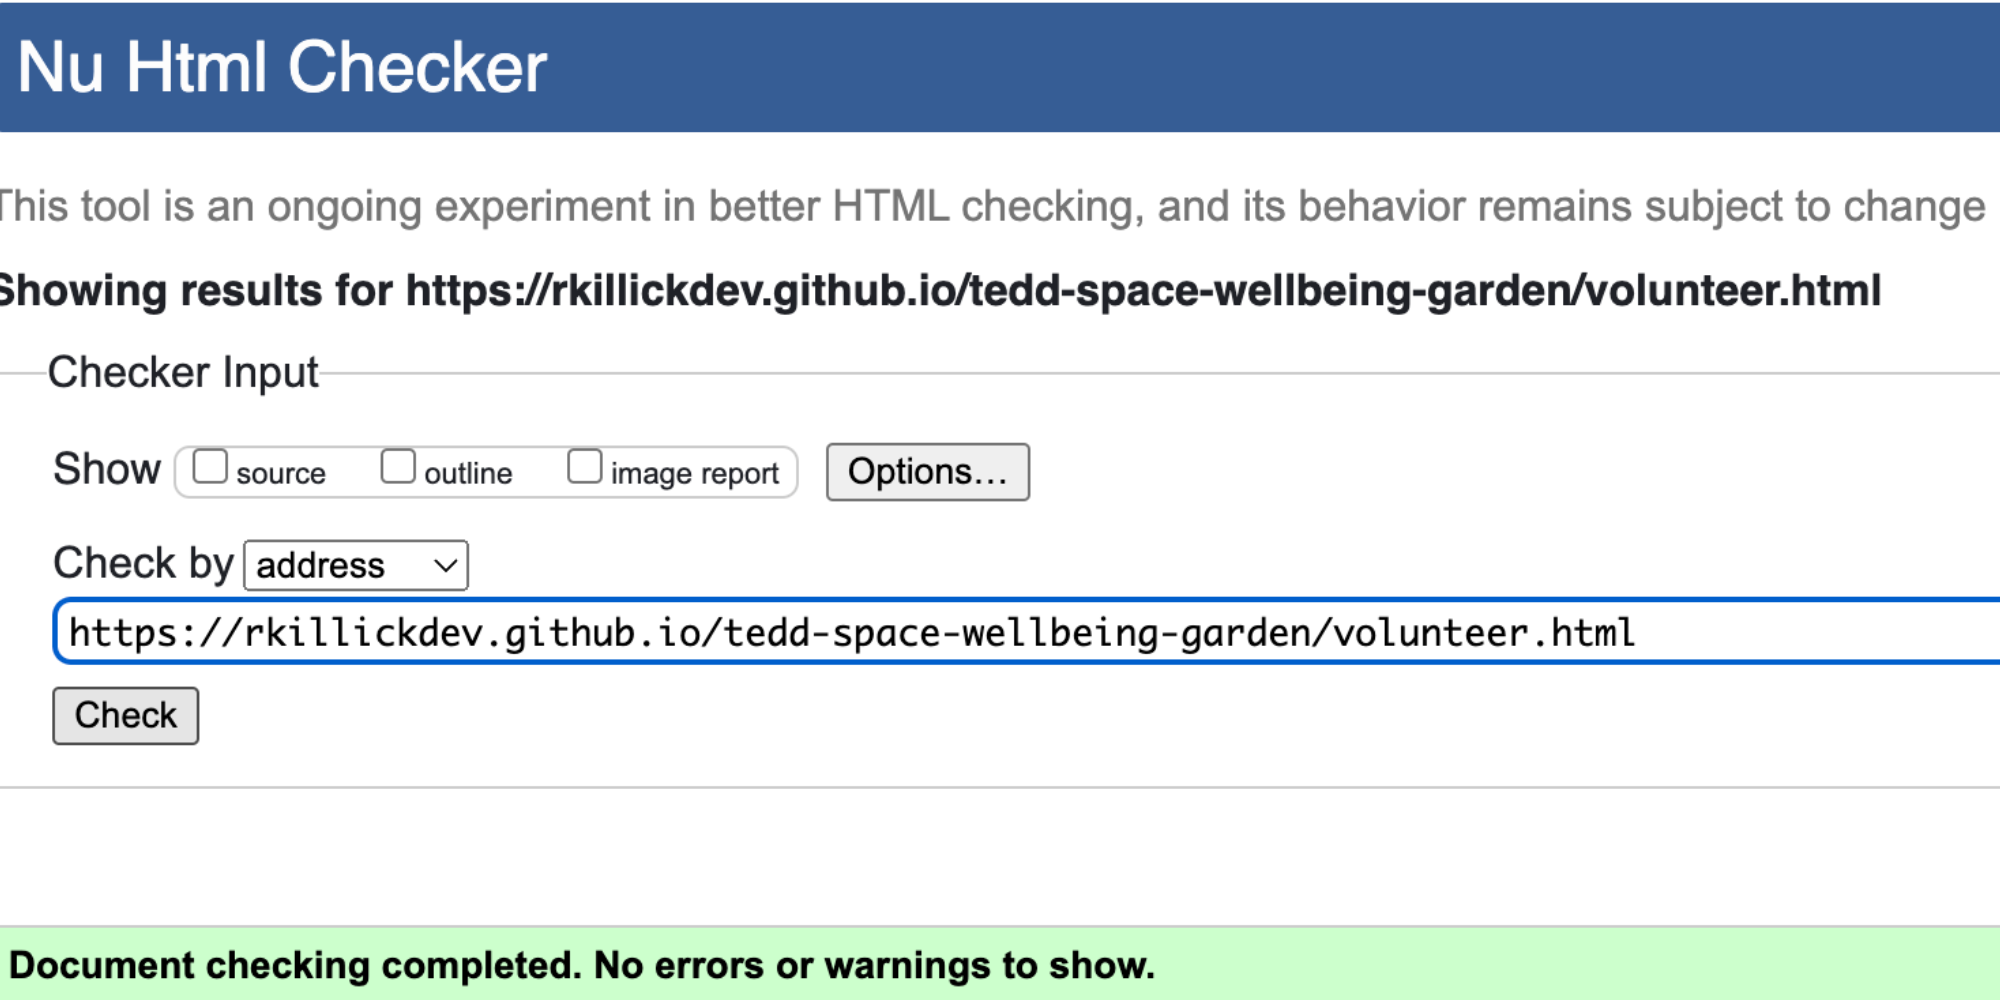 Nu Html Checker
This tool is an ongoing experiment in better HTML checking, and its behavior remains subject to change
Showing results for https://rkillickdev.github.io/tedd-space-wellbeing-garden/volunteer.html
Checker Input
Show source outline image report Options...
Check by address
https://rkillickdev.github.io/tedd-space-wellbeing-garden/volunteer.html
Check
Document checking completed. No errors or warnings to show.